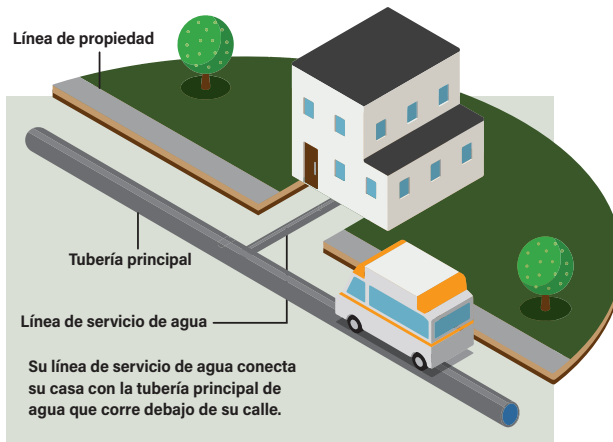 Línea de propiedad
Tubería principal
Línea de servicio de agua
Su línea de servicio de agua conecta
su casa con la tubería principal de
agua que corre debajo de su calle.